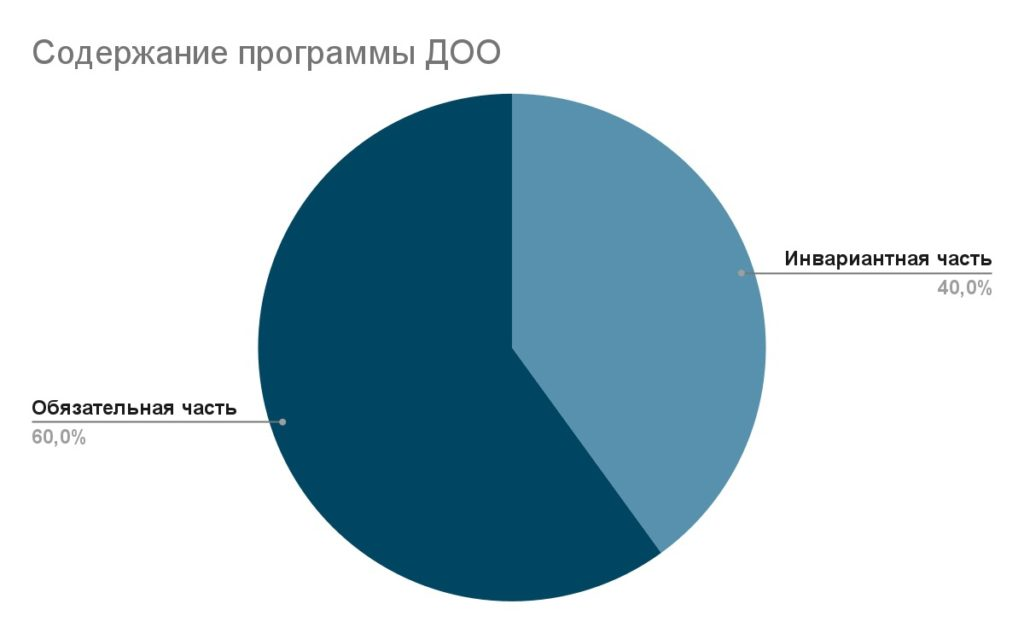 Содержание программы ДОО
Инвариантная часть
40,0%
Обязательная часть
60,0%